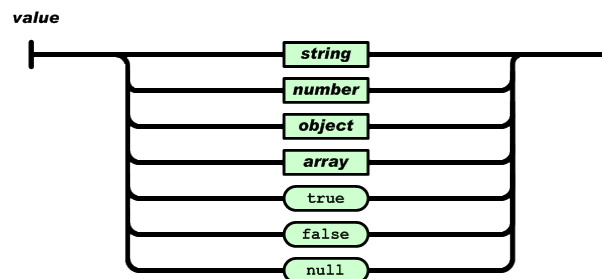 value
string
number
object
array
true
false
null